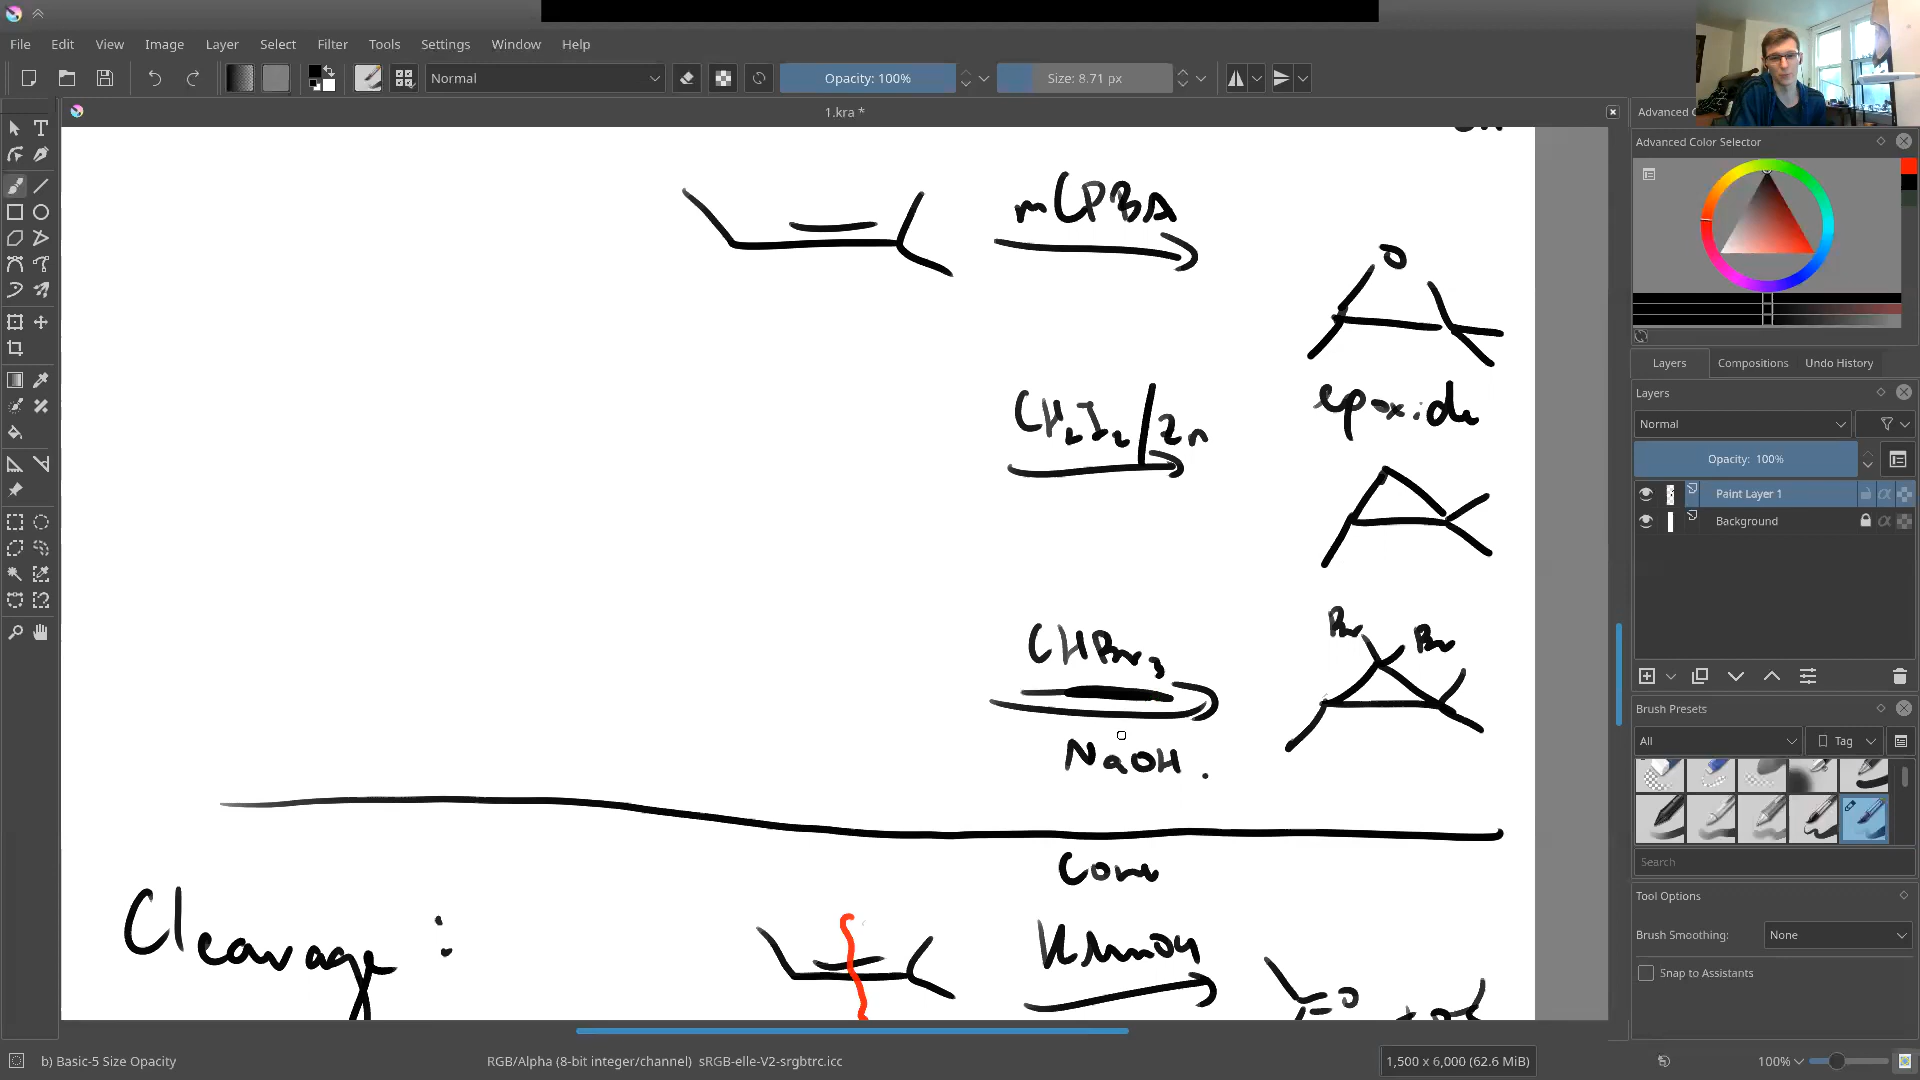 File Edit View Image Layer Select Filter Tools Settings Window Help
Normal
Opacity: 100%
Size: 8.71 px
1.kra *
Advanced C
Advanced Color Selector
mCPBA
O
epoxide
CH2I2/Zn
Br Br
CHBr3
NaOH.
Conc
Cleavage :
KMnO4
=O
Layers Compositions Undo History
Layers
Normal
Opacity: 100%
Paint Layer 1
Background
Brush Presets
All
Tag
Search
Tool Options
Brush Smoothing: None
Snap to Assistants
b) Basic-5 Size Opacity
RGB/Alpha (8-bit integer/channel) sRGB-elle-V2-srgbtrc.icc
1,500 x 6,000 (62.6 MiB)
100%